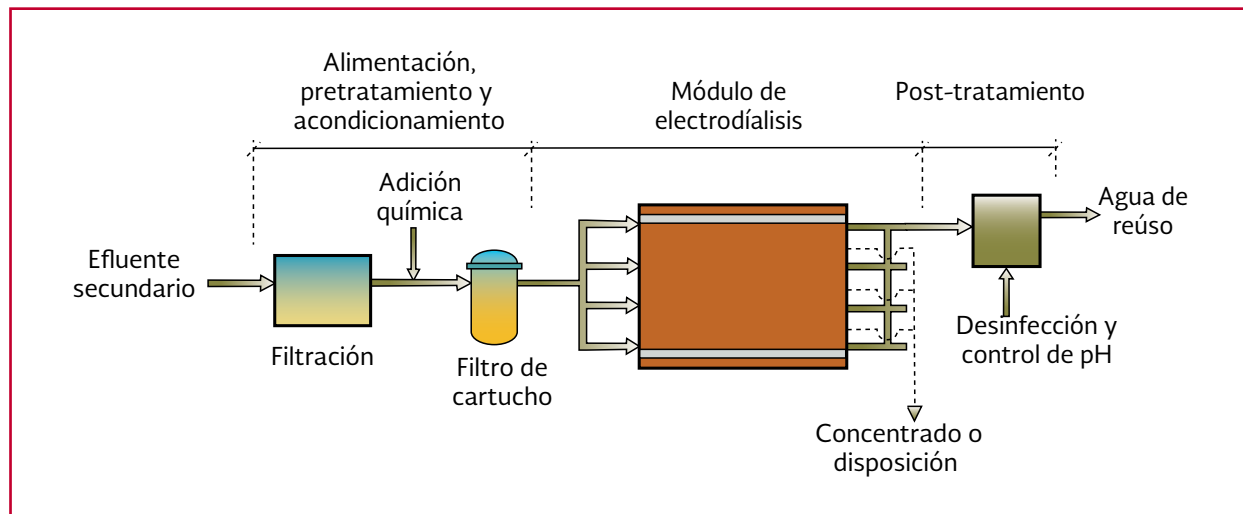 Alimentación,
pretratamiento y
acondicionamiento
Módulo de
electrodíalisis
Post-tratamiento
Adición
química
Efluente
secundario
Filtración
Filtro de
cartucho
Agua de
reúso
Desinfección y
control de pH
Concentrado o
disposición